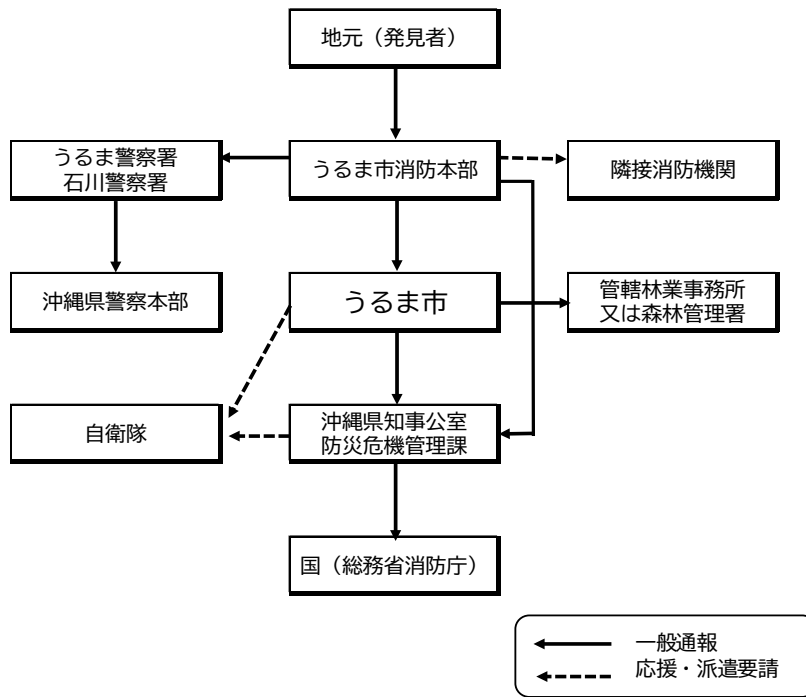 地元（発見者）
うるま警察署
石川警察署
うるま市消防本部
隣接消防機関
沖縄県警察本部
うるま市
管轄林業事務所
又は森林管理署
自衛隊
沖縄県知事公室
防災危機管理課
国（総務省消防庁）
一般通報
応援・派遣要請